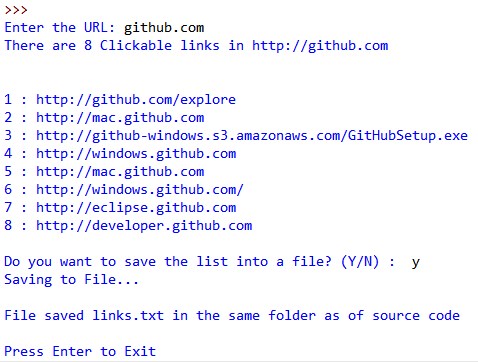 >>>
Enter the URL: github.com
There are 8 Clickable links in http://github.com
1 : http://github.com/explore
2 : http://mac.github.com
3 : http://github-windows.s3.amazonaws.com/GitHubSetup.exe
4 : http://windows.github.com
5 : http://mac.github.com
6 : http://windows.github.com/
7 : http://eclipse.github.com
8 : http://developer.github.com
Do you want to save the list into a file? (Y/N) :  y
Saving to File...
File saved links.txt in the same folder as of source code
Press Enter to Exit